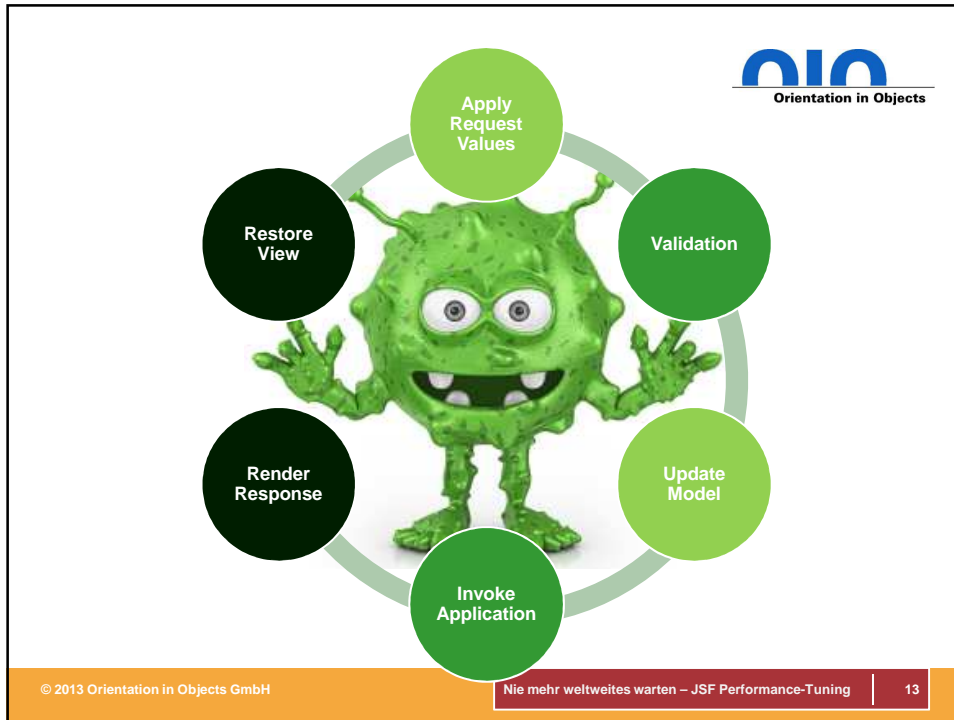 OIO
Orientation in Objects
Apply
Request
Values
Restore
View
Validation
Render
Response
Update
Model
Invoke
Application
© 2013 Orientation in Objects GmbH
Nie mehr weltweites warten – JSF Performance-Tuning
13